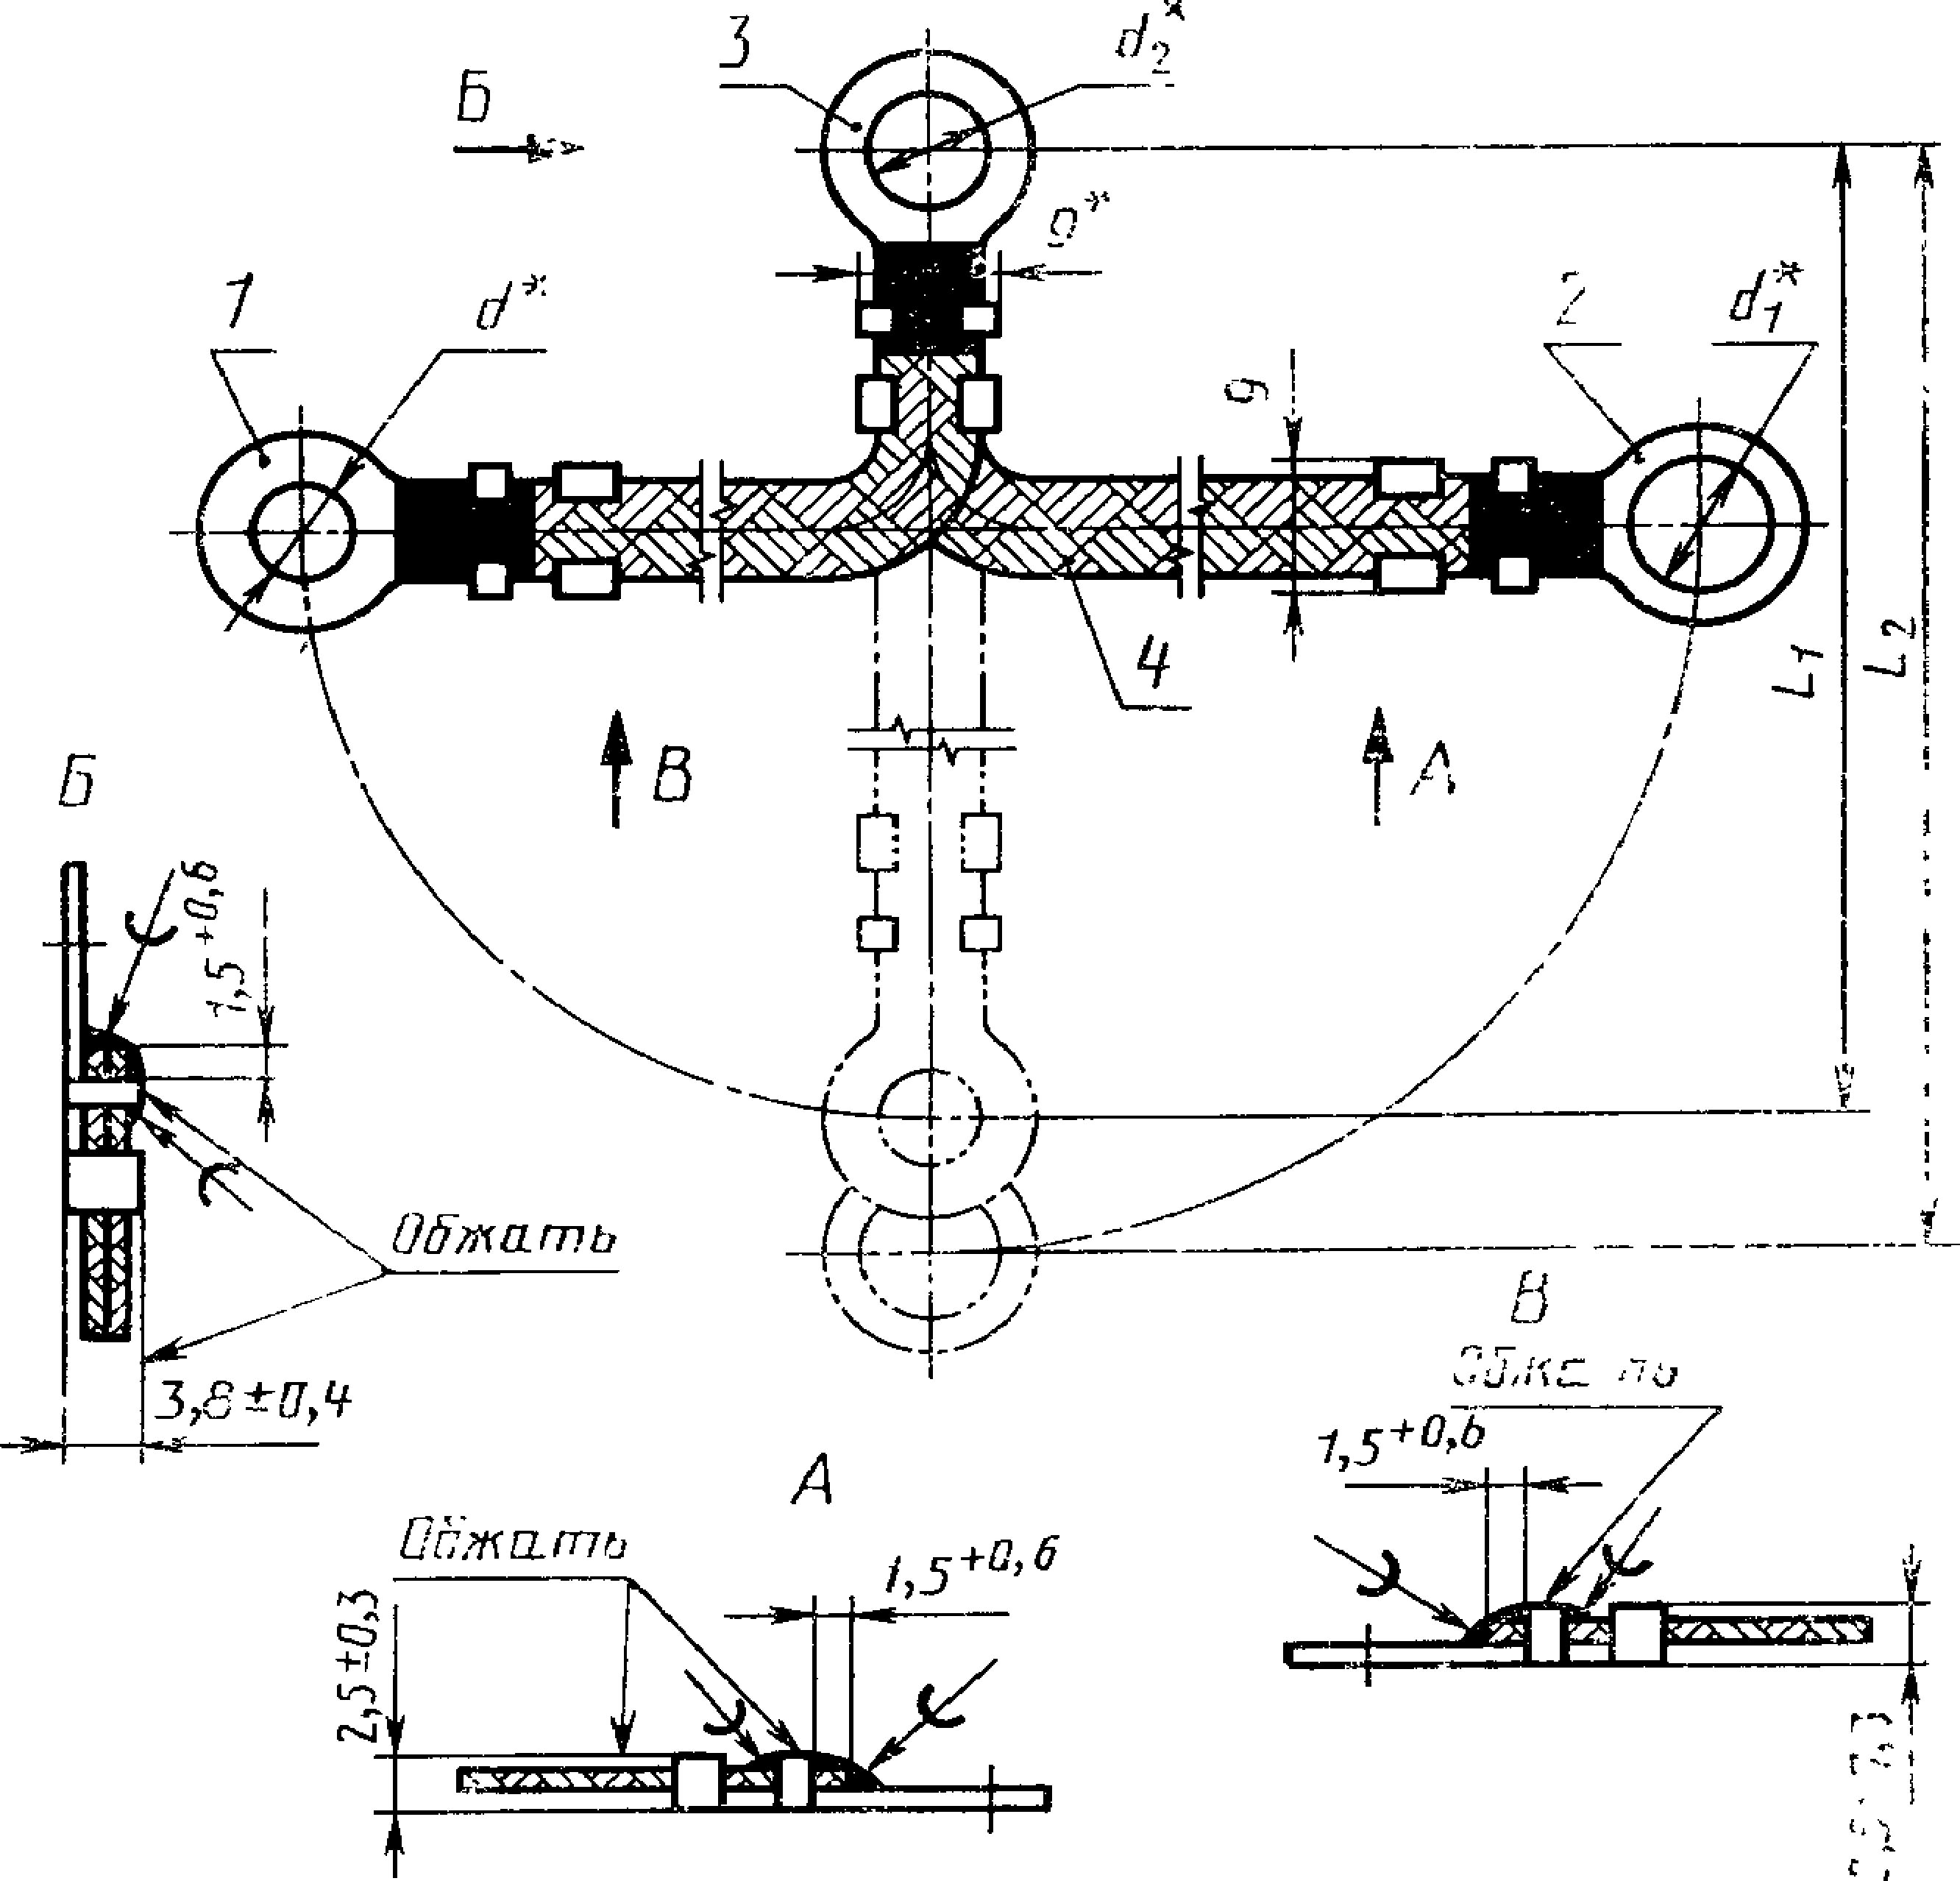 3
d₂*
Б
9*
1
d*
2
d₁*
9
4
L₁
L₂
В
А
Б
1,5⁺⁰,⁶
Обжать
3,8±0,4
В
1,5⁺⁰,⁶
А
Обжать
1,5⁺⁰,⁶
2,5±0,3